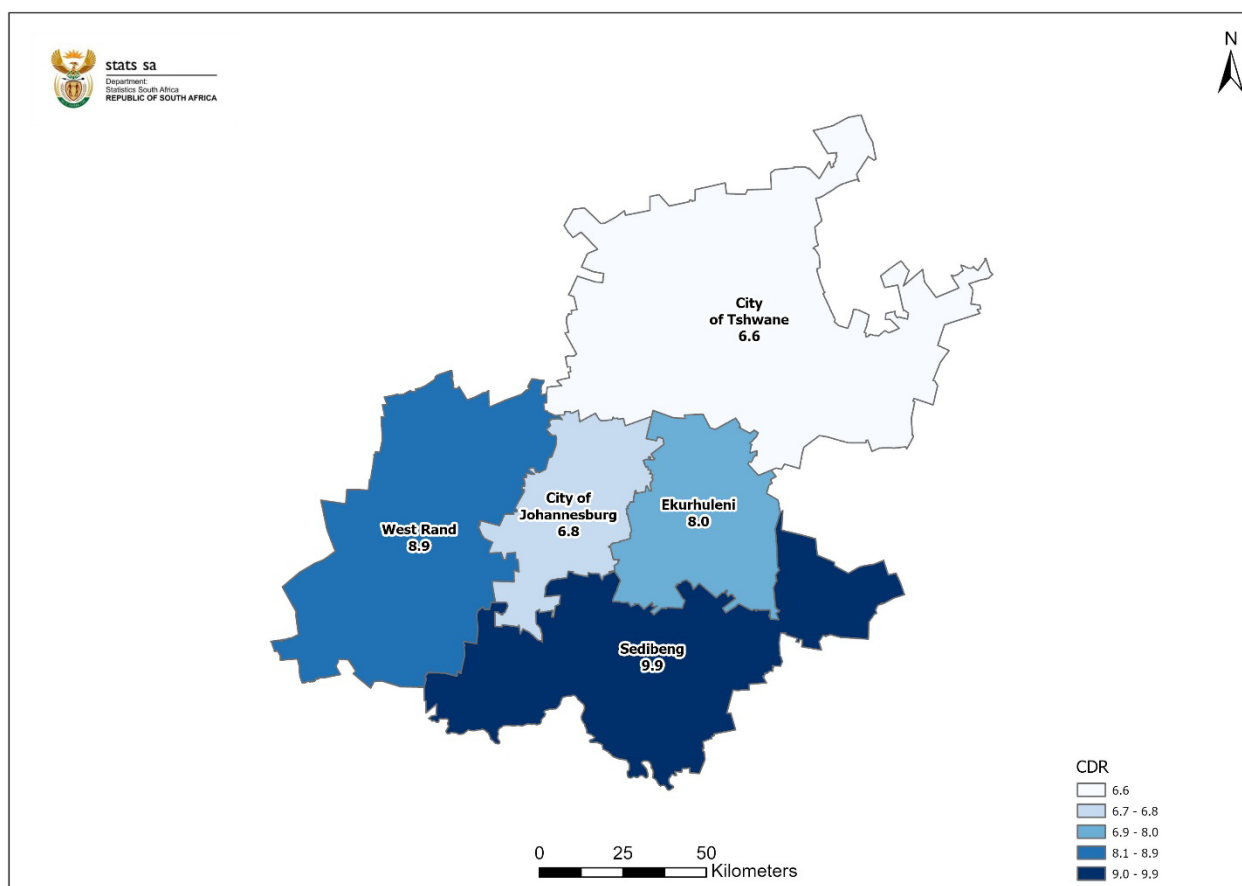 stats sa
Department:
Statistics South Africa
REPUBLIC OF SOUTH AFRICA
N
City
of Tshwane
6.6
City of
Johannesburg
6.8
Ekurhuleni
8.0
West Rand
8.9
Sedibeng
9.9
CDR
6.6
6.7 - 6.8
6.9 - 8.0
8.1 - 8.9
9.0 - 9.9
0 25 50
Kilometers